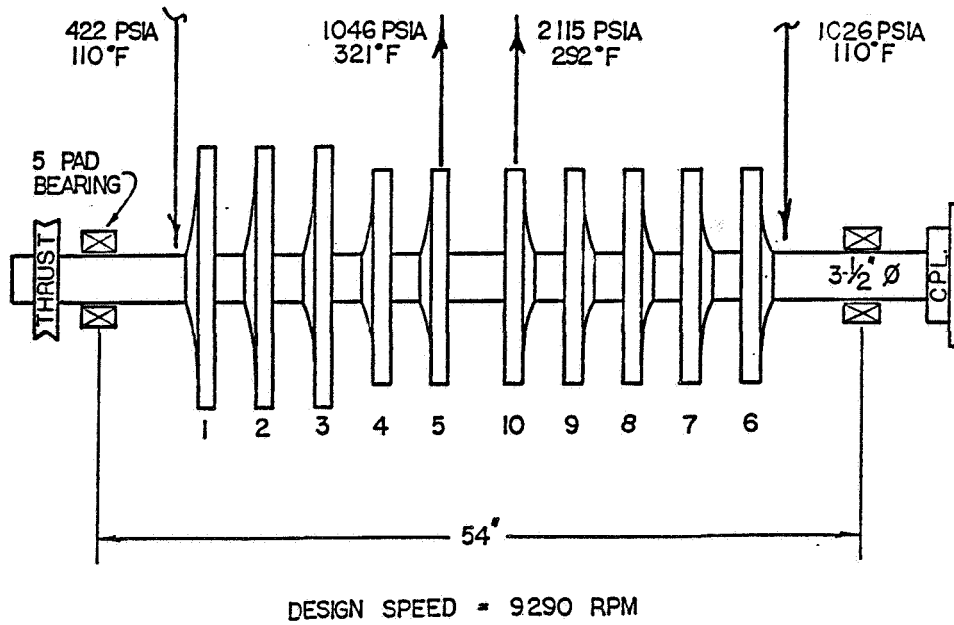 422 PSIA
110°F
1046 PSIA
321°F
2115 PSIA
292°F
1026 PSIA
110°F
5 PAD
BEARING
THRUST
3-½" Ø
CPL.
1 2 3 4 5 10 9 8 7 6
54"
DESIGN SPEED = 9290 RPM